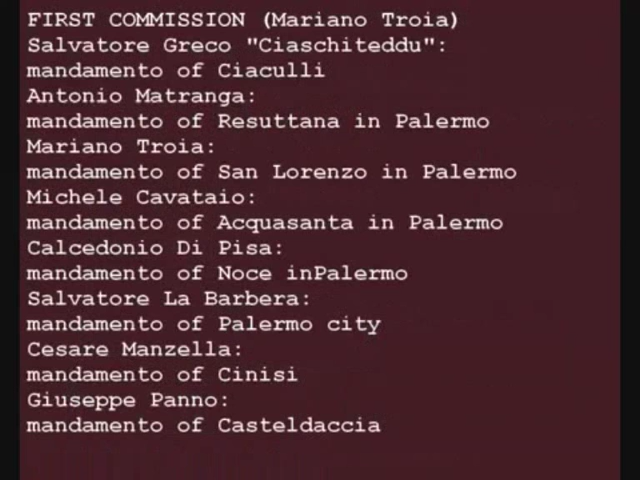 FIRST COMMISSION (Mariano Troia)
Salvatore Greco "Ciaschiteddu":
mandamento of Ciaculli
Antonio Matranga:
mandamento of Resuttana in Palermo
Mariano Troia:
mandamento of San Lorenzo in Palermo
Michele Cavataio:
mandamento of Acquasanta in Palermo
Calcedonio Di Pisa:
mandamento of Noce inPalermo
Salvatore La Barbera:
mandamento of Palermo city
Cesare Manzella:
mandamento of Cinisi
Giuseppe Panno:
mandamento of Casteldaccia